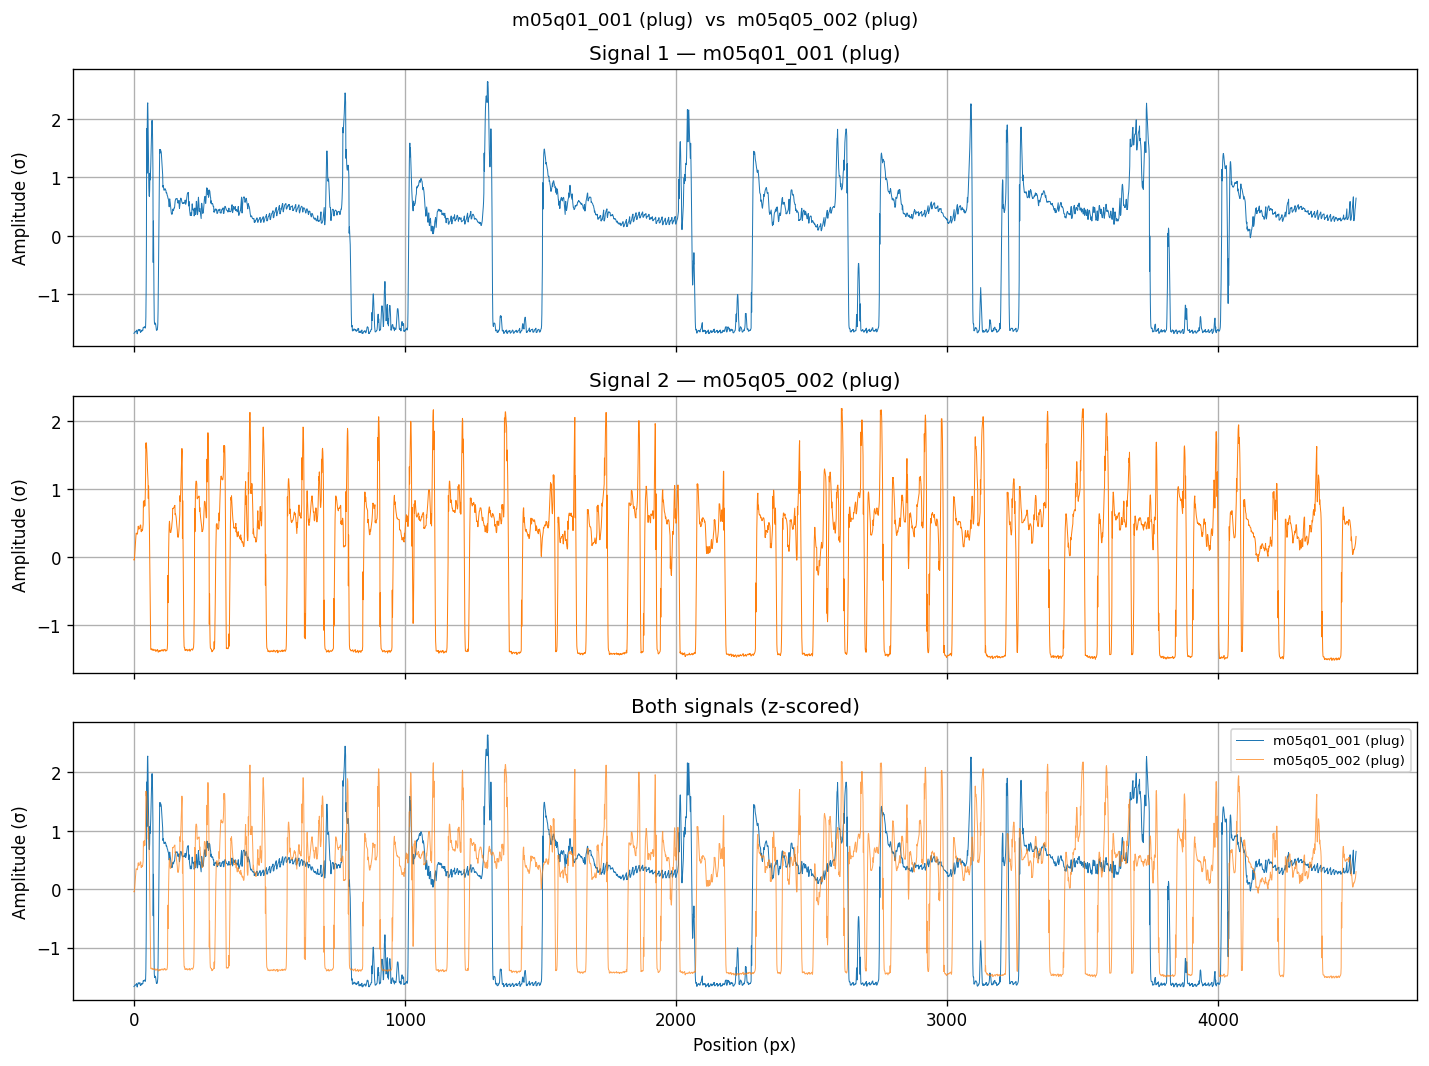 m05q01_001 (plug)  vs  m05q05_002 (plug)
Signal 1 — m05q01_001 (plug)
Amplitude (σ)
2
1
0
−1
Signal 2 — m05q05_002 (plug)
Amplitude (σ)
2
1
0
−1
Both signals (z-scored)
Amplitude (σ)
2
1
0
−1
m05q01_001 (plug)
m05q05_002 (plug)
0 1000 2000 3000 4000
Position (px)